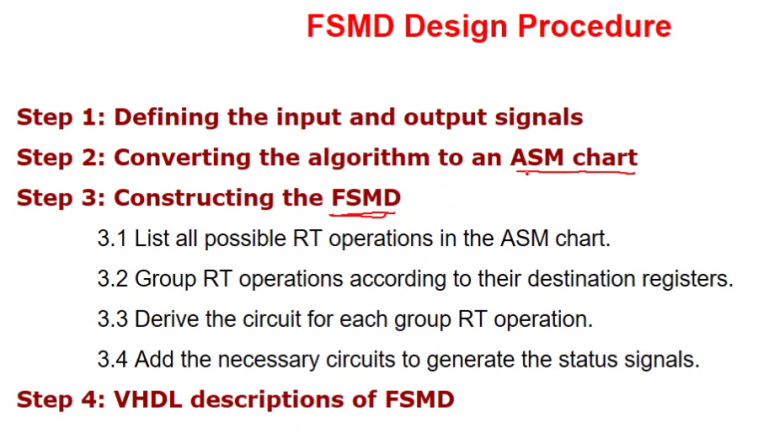 FSMD Design Procedure
Step 1: Defining the input and output signals
Step 2: Converting the algorithm to an ASM chart
Step 3: Constructing the FSMD
3.1 List all possible RT operations in the ASM chart.
3.2 Group RT operations according to their destination registers.
3.3 Derive the circuit for each group RT operation.
3.4 Add the necessary circuits to generate the status signals.
Step 4: VHDL descriptions of FSMD